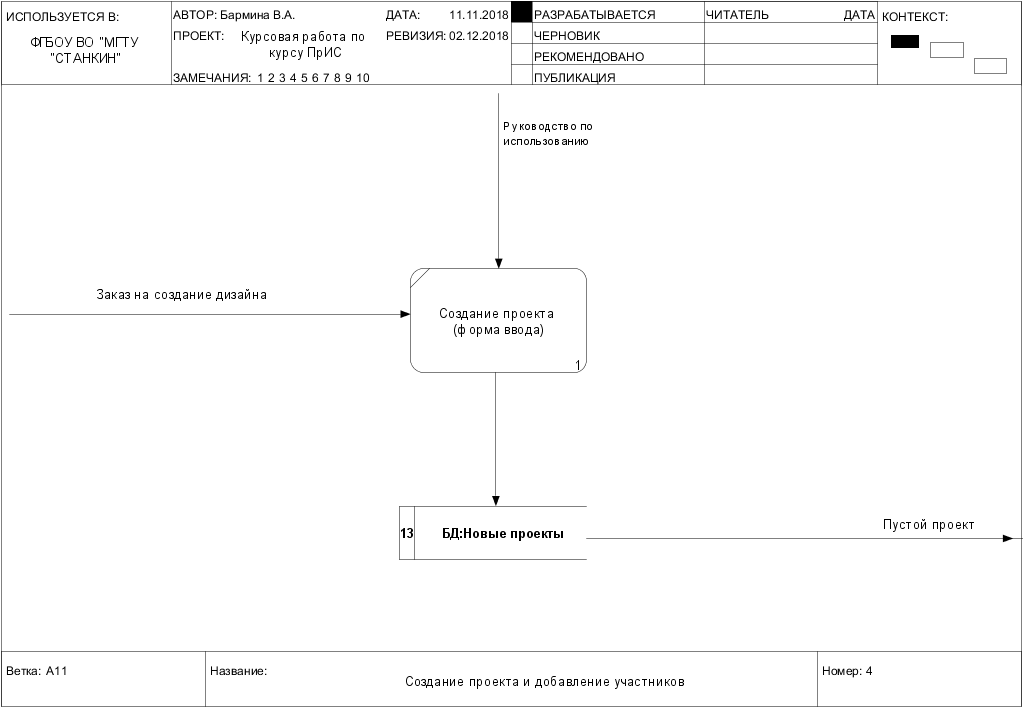 ИСПОЛЬЗУЕТСЯ В:
ФГБОУ ВО "МГТУ
"СТАНКИН"
АВТОР: Бармина В.А.
ДАТА: 11.11.2018
ПРОЕКТ: Курсовая работа по
курсу ПрИС
РЕВИЗИЯ: 02.12.2018
ЗАМЕЧАНИЯ: 1 2 3 4 5 6 7 8 9 10
РАЗРАБАТЫВАЕТСЯ
ЧЕРНОВИК
РЕКОМЕНДОВАНО
ПУБЛИКАЦИЯ
ЧИТАТЕЛЬ ДАТА
КОНТЕКСТ:
Руководство по
использованию
Заказ на создание дизайна
Создание проекта
(форма ввода)
1
13 БД:Новые проекты
Пустой проект
Ветка: A11
Название:
Создание проекта и добавление участников
Номер: 4